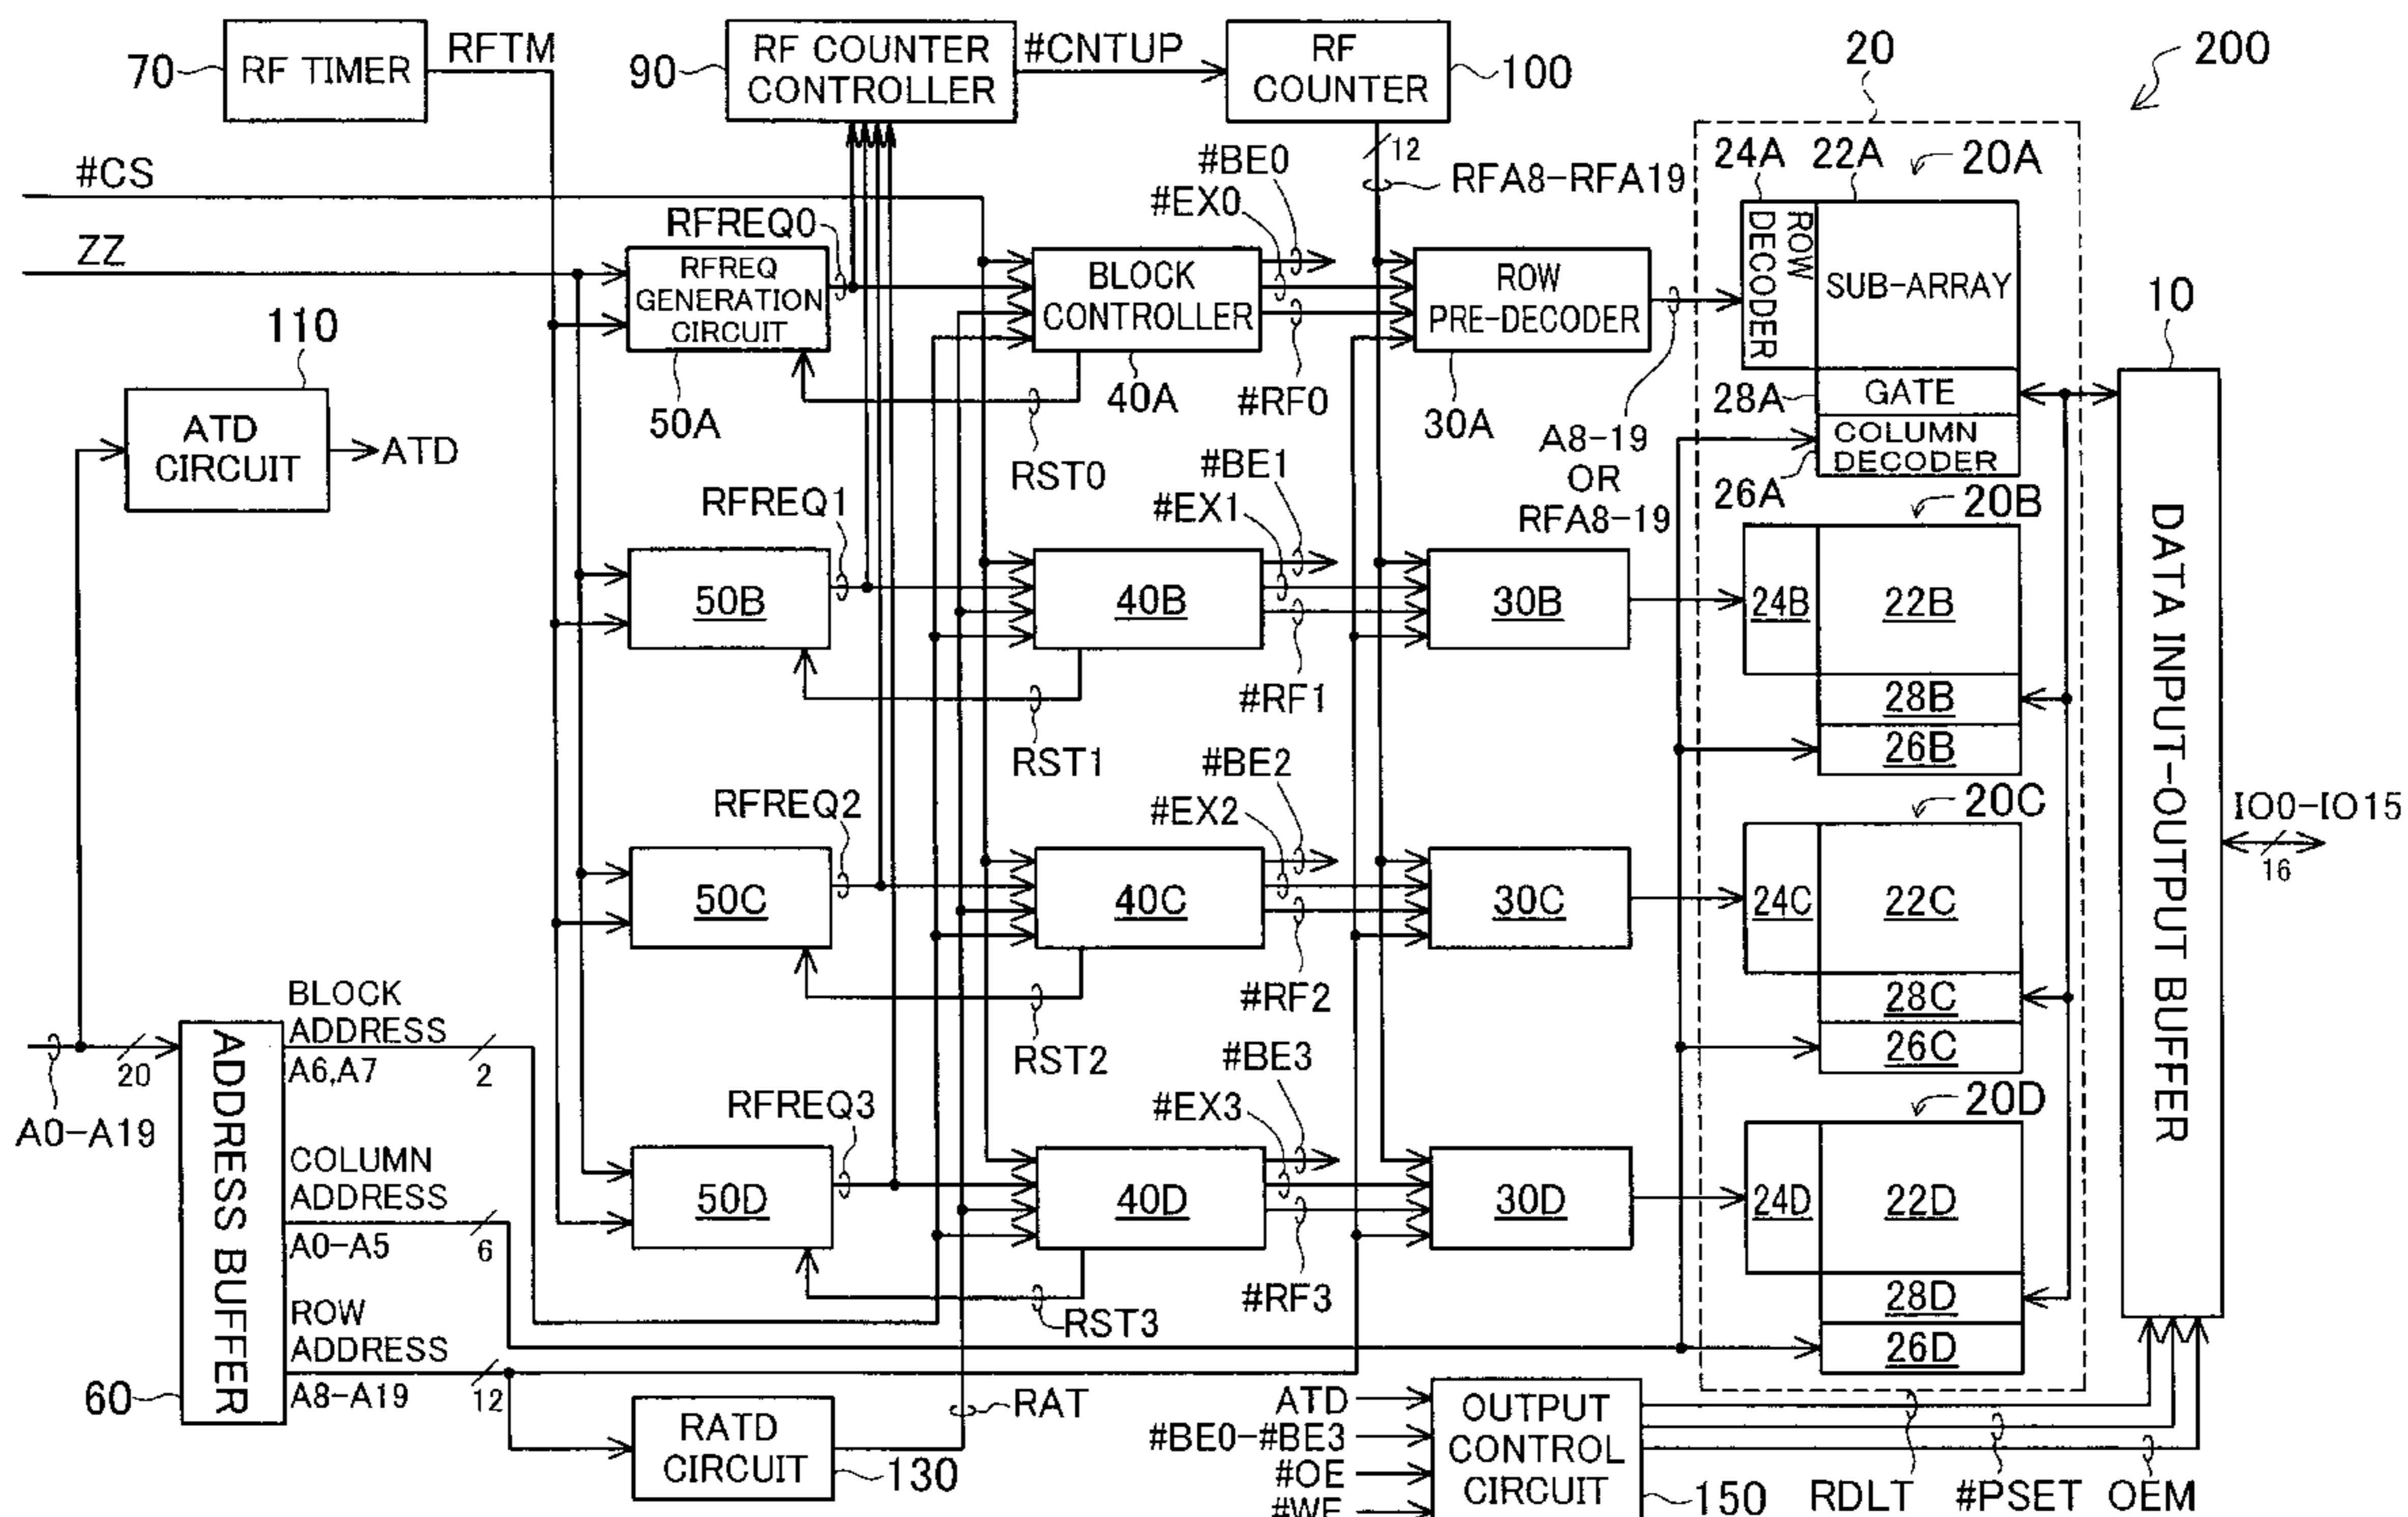 70
RF TIMER
RFTM
90
RF COUNTER
CONTROLLER
#CNTUP
RF
COUNTER
100
20
200
#CS
ZZ
12
RFA8-RFA19
24A
22A
20A
RFREQ0
RFREQ
GENERATION
CIRCUIT
50A
#BE0
#EX0
BLOCK
CONTROLLER
40A
#RF0
RST0
ROW
PRE-DECODER
30A
A8-19
OR
RFA8-19
ROW
DECODER
SUB-ARRAY
28A
GATE
COLUMN
DECODER
26A
10
DATA INPUT-OUTPUT BUFFER
IO0-IO15
16
110
ATD
CIRCUIT
ATD
RFREQ1
50B
#BE1
#EX1
40B
#RF1
RST1
30B
20B
24B
22B
28B
26B
RFREQ2
50C
#BE2
#EX2
40C
#RF2
RST2
30C
20C
24C
22C
28C
26C
RFREQ3
50D
#BE3
#EX3
40D
#RF3
RST3
30D
20D
24D
22D
28D
26D
A0-A19
20
ADDRESS BUFFER
60
BLOCK
ADDRESS
A6,A7
2
COLUMN
ADDRESS
A0-A5
6
ROW
ADDRESS
A8-A19
12
RATD
CIRCUIT
130
RAT
ATD
#BE0-#BE3
#OE
#WE
OUTPUT
CONTROL
CIRCUIT
150
RDLT
#PSET
OEM